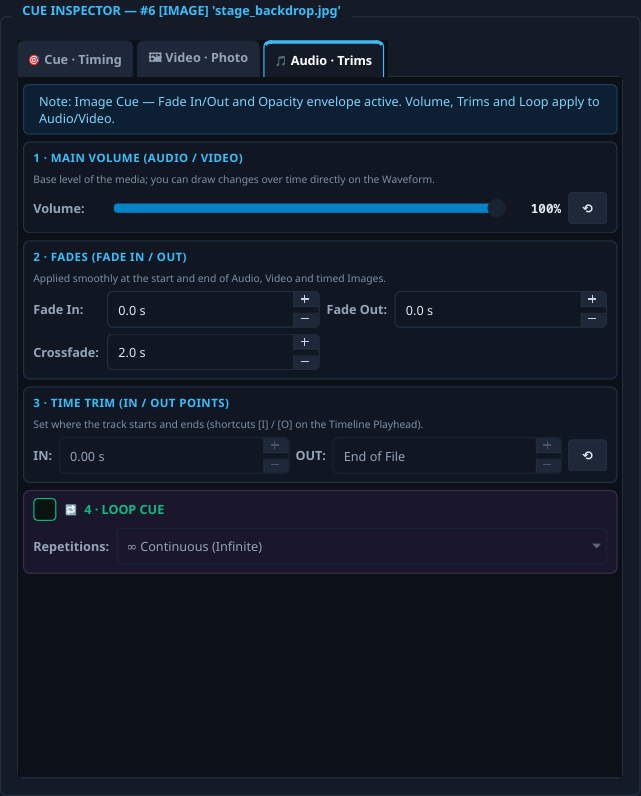 CUE INSPECTOR — #6 [IMAGE] 'stage_backdrop.jpg'
🎯 Cue · Timing
🖼 Video · Photo
🎵 Audio · Trims
Note: Image Cue — Fade In/Out and Opacity envelope active. Volume, Trims and Loop apply to
Audio/Video.
1 · MAIN VOLUME (AUDIO / VIDEO)
Base level of the media; you can draw changes over time directly on the Waveform.
Volume: 100% ⟲
2 · FADES (FADE IN / OUT)
Applied smoothly at the start and end of Audio, Video and timed Images.
Fade In: 0.0 s + − Fade Out: 0.0 s + −
Crossfade: 2.0 s + −
3 · TIME TRIM (IN / OUT POINTS)
Set where the track starts and ends (shortcuts [I] / [O] on the Timeline Playhead).
IN: 0.00 s + − OUT: End of File + − ⟲
🔁 4 · LOOP CUE
Repetitions: ∞ Continuous (Infinite)